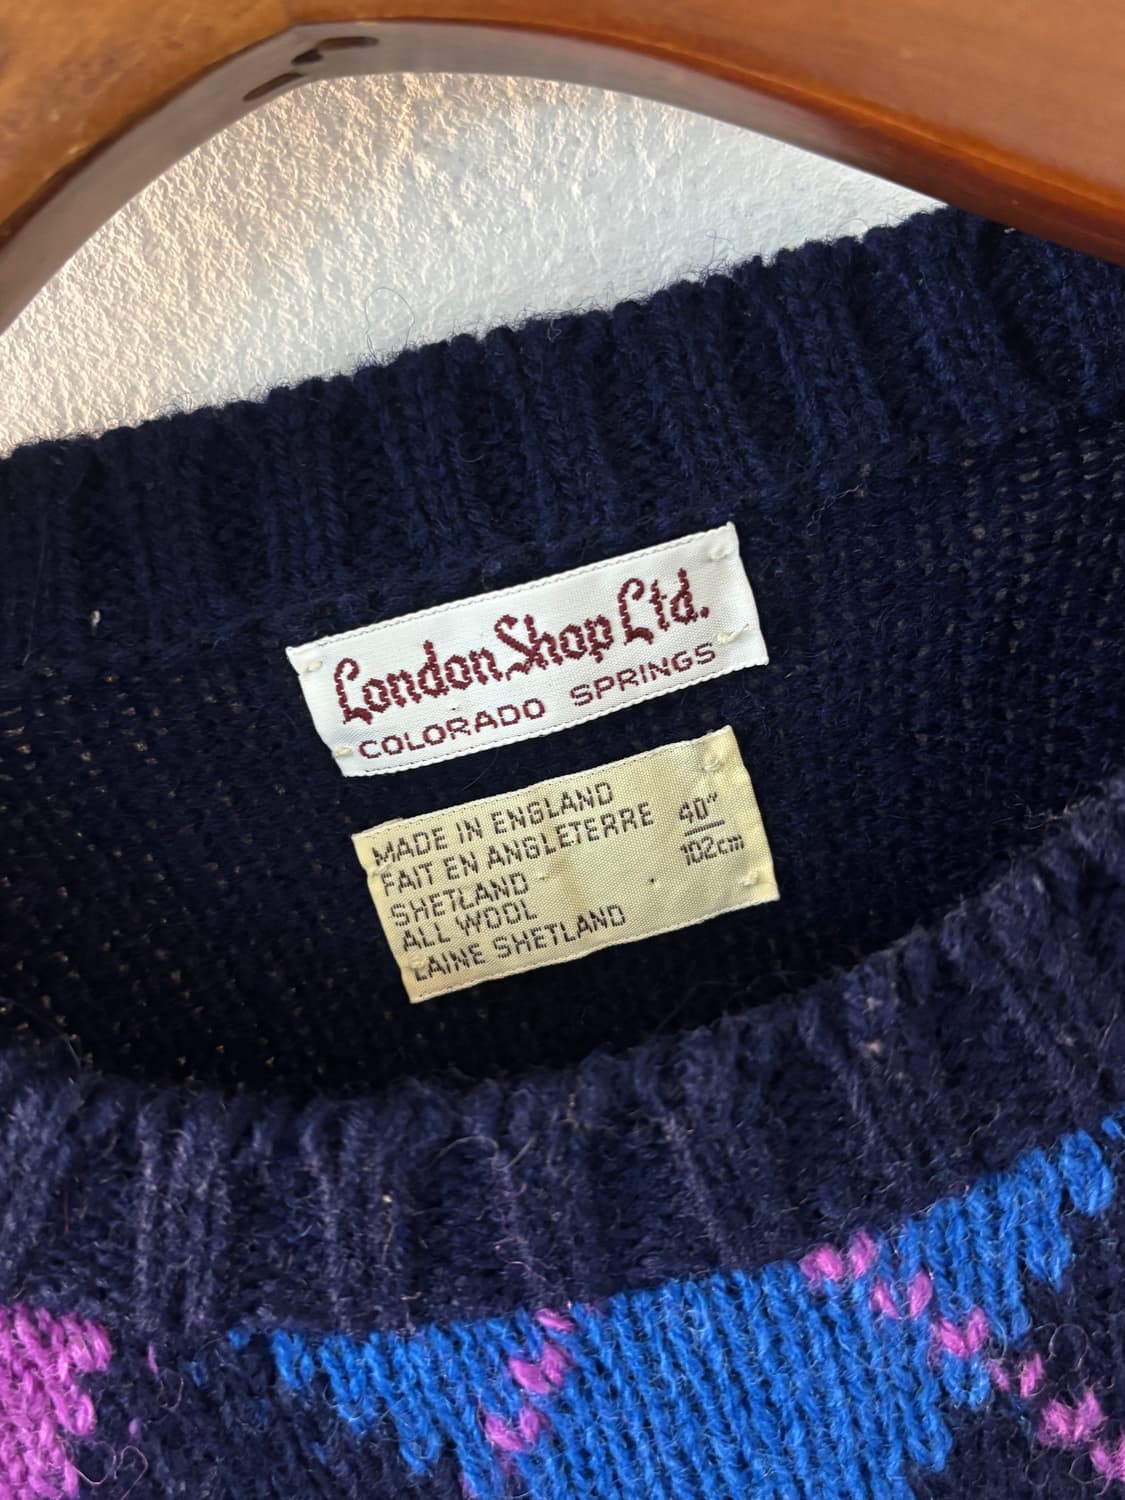 London Shop Ltd.
COLORADO SPRINGS
MADE IN ENGLAND
FAIT EN ANGLETERRE
SHETLAND
ALL WOOL
LAINE SHETLAND
40"
102cm